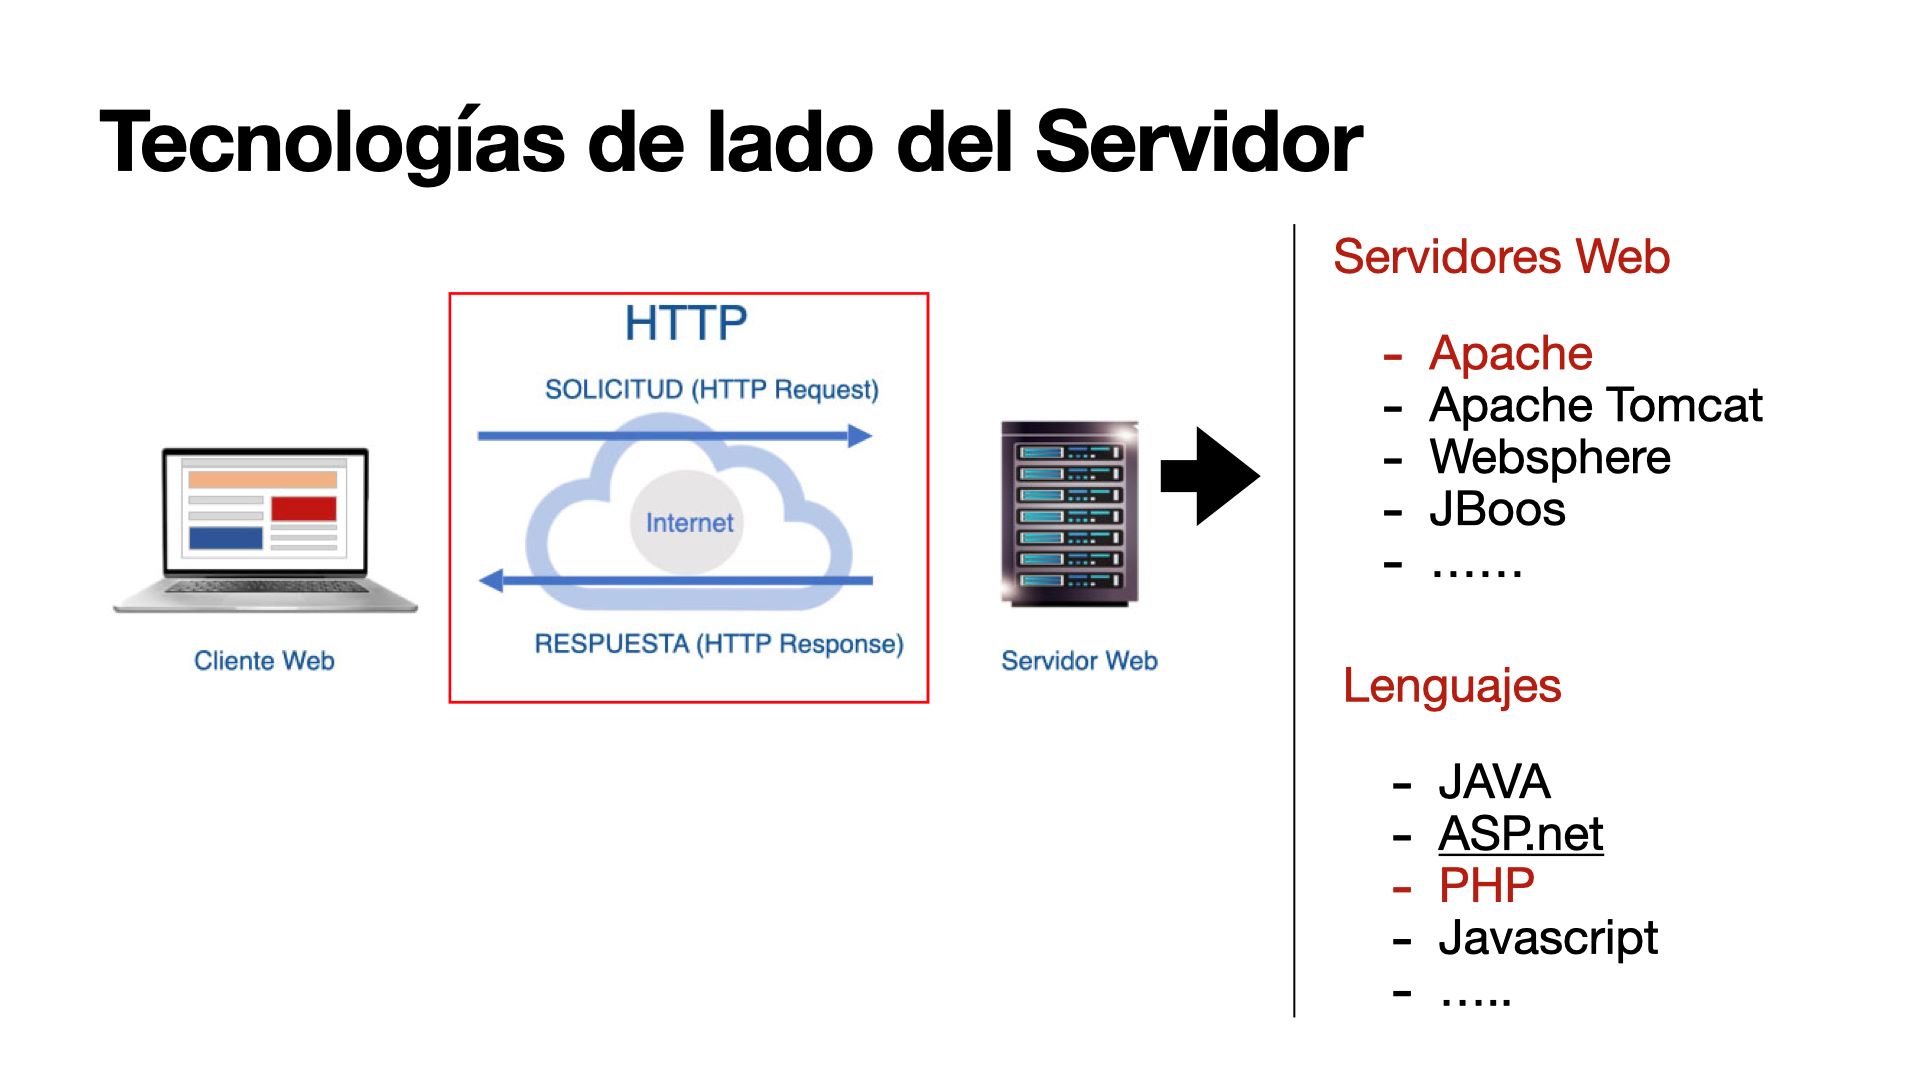 Tecnologías de lado del Servidor
HTTP
SOLICITUD (HTTP Request)
Internet
RESPUESTA (HTTP Response)
Cliente Web
Servidor Web
Servidores Web
- Apache
- Apache Tomcat
- Websphere
- JBoos
- ......
Lenguajes
- JAVA
- ASP.net
- PHP
- Javascript
- .....